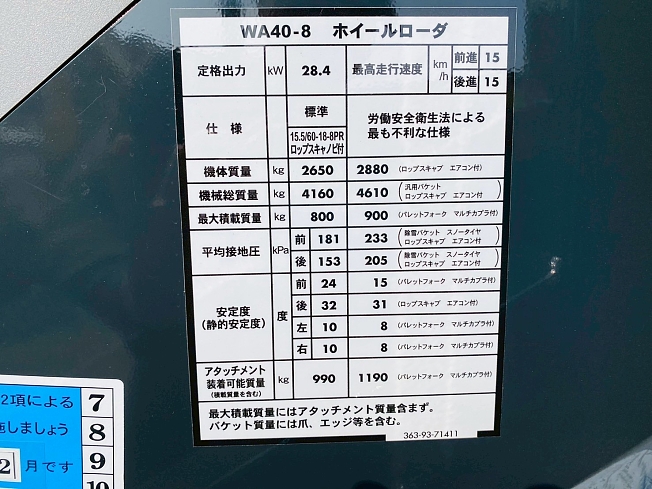 WA40-8 ホイールローダ
定格出力 kW 28.4 最高走行速度 km/h 前進 15
後進 15
仕様 標準
15.5/60-18-8PR
ロップスキャノピ付
労働安全衛生法による
最も不利な仕様
機体質量 kg 2650 2880 (ロップスキャブ エアコン付)
機械総質量 kg 4160 4610 (汎用バケット
ロップスキャブ エアコン付)
最大積載質量 kg 800 900 (パレットフォーク マルチカプラ付)
平均接地圧 kPa 前 181 233 (除雪バケット スノータイヤ
ロップスキャブ エアコン付)
後 153 205 (除雪バケット スノータイヤ
ロップスキャブ エアコン付)
安定度
(静的安定度)
度 前 24 15 (パレットフォーク マルチカプラ付)
後 32 31 (ロップスキャブ エアコン付)
左 10 8 (パレットフォーク マルチカプラ付)
右 10 8 (パレットフォーク マルチカプラ付)
アタッチメント
装着可能質量
(積載質量を含む)
kg 990 1190 (パレットフォーク マルチカプラ付)
最大積載質量にはアタッチメント質量含まず。
バケット質量には爪、エッジ等を含む。
363-93-71411
2項による 7
施しましょう 8
2 月です 9
10